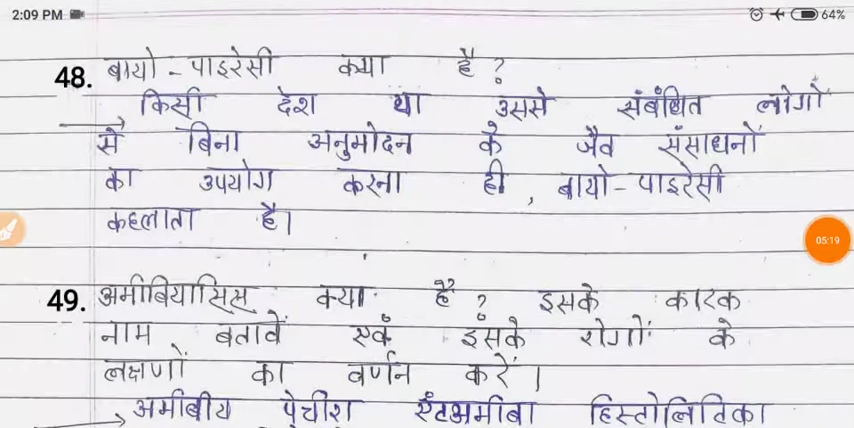 2:09 PM
64%
48. बायो-पाइरेसी क्या है?
किसी देश या उससे संबंधित लोगों
से बिना अनुमोदन के जैव संसाधनों
का उपयोग करना ही, बायो-पाइरेसी
कहलाता है।
05:19
49. अमीबियासिस क्या है? इसके कारक
नाम बतावें एवं इसके रोगों के
लक्षणों का वर्णन करें।
अमीबीय पेचीश एंटअमीबा हिस्टोलिटिका